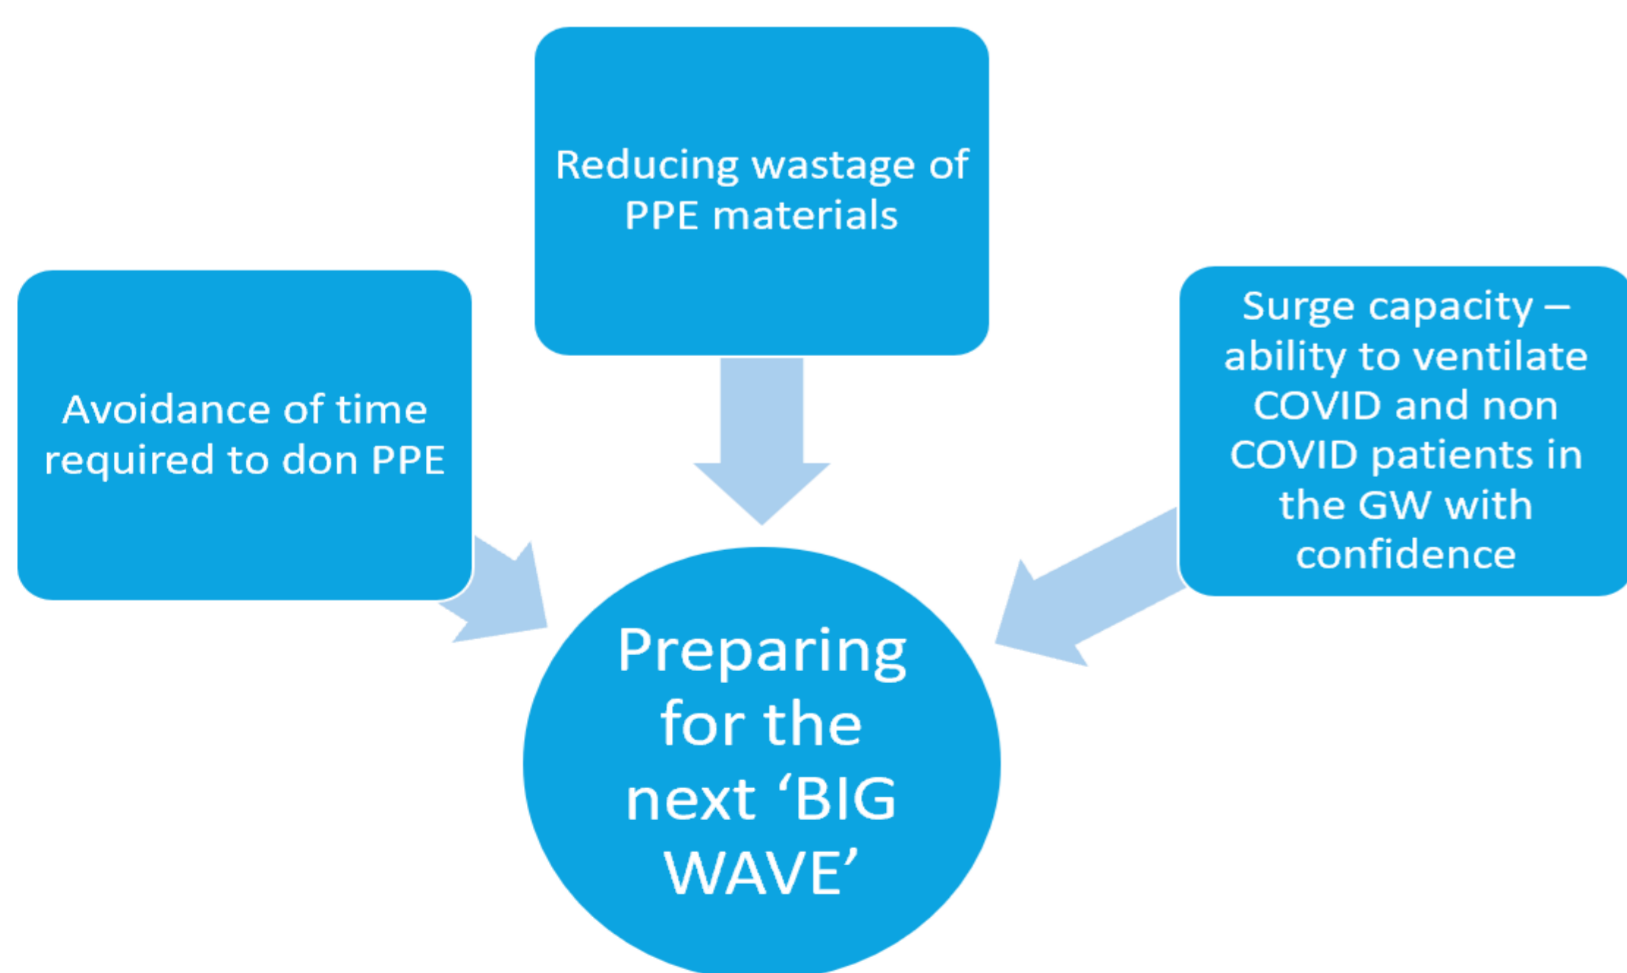 Reducing wastage of
PPE materials
Avoidance of time
required to don PPE
Surge capacity –
ability to ventilate
COVID and non
COVID patients in
the GW with
confidence
Preparing
for the
next ‘BIG
WAVE’